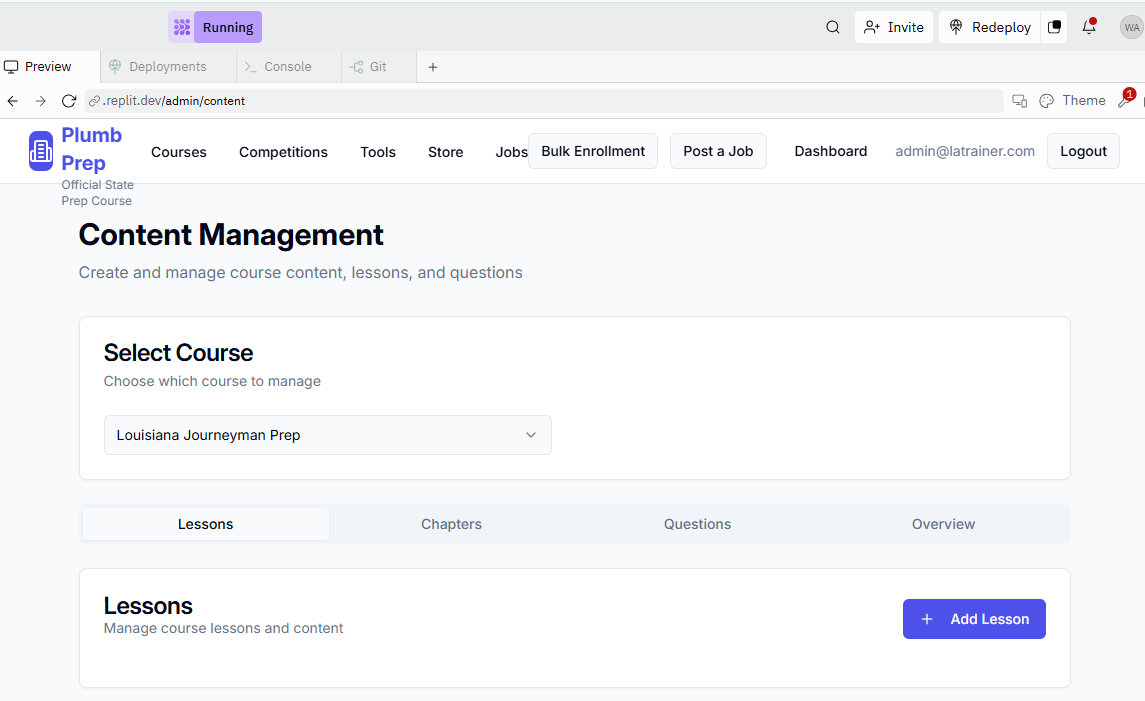 Running
Invite
Redeploy
WA
Preview
Deployments
Console
Git
.replit.dev/admin/content
Theme
1
Plumb
Prep
Official State
Prep Course
Courses
Competitions
Tools
Store
Jobs
Bulk Enrollment
Post a Job
Dashboard
admin@latrainer.com
Logout
Content Management
Create and manage course content, lessons, and questions
Select Course
Choose which course to manage
Louisiana Journeyman Prep
Lessons
Chapters
Questions
Overview
Lessons
Manage course lessons and content
+ Add Lesson